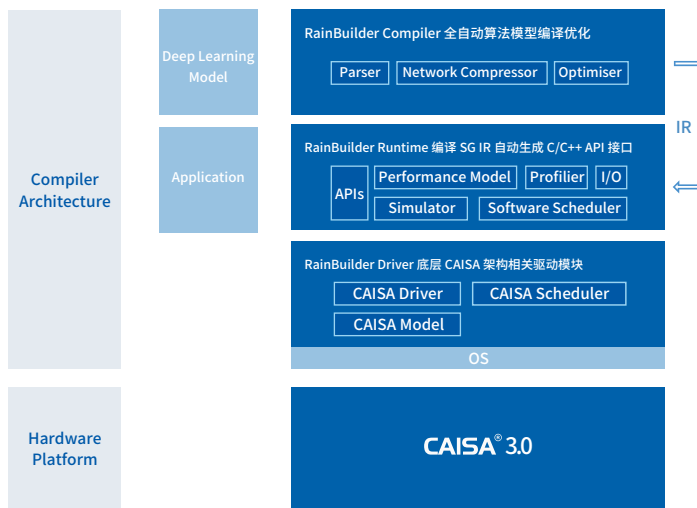 Compiler
Architecture
Deep Learning
Model
Application
RainBuilder Compiler 全自动算法模型编译优化
Parser
Network Compressor
Optimiser
IR
RainBuilder Runtime 编译 SG IR 自动生成 C/C++ API 接口
APIs
Performance Model
Profilier
I/O
Simulator
Software Scheduler
RainBuilder Driver 底层 CAISA 架构相关驱动模块
CAISA Driver
CAISA Scheduler
CAISA Model
OS
Hardware
Platform
CAISA® 3.0